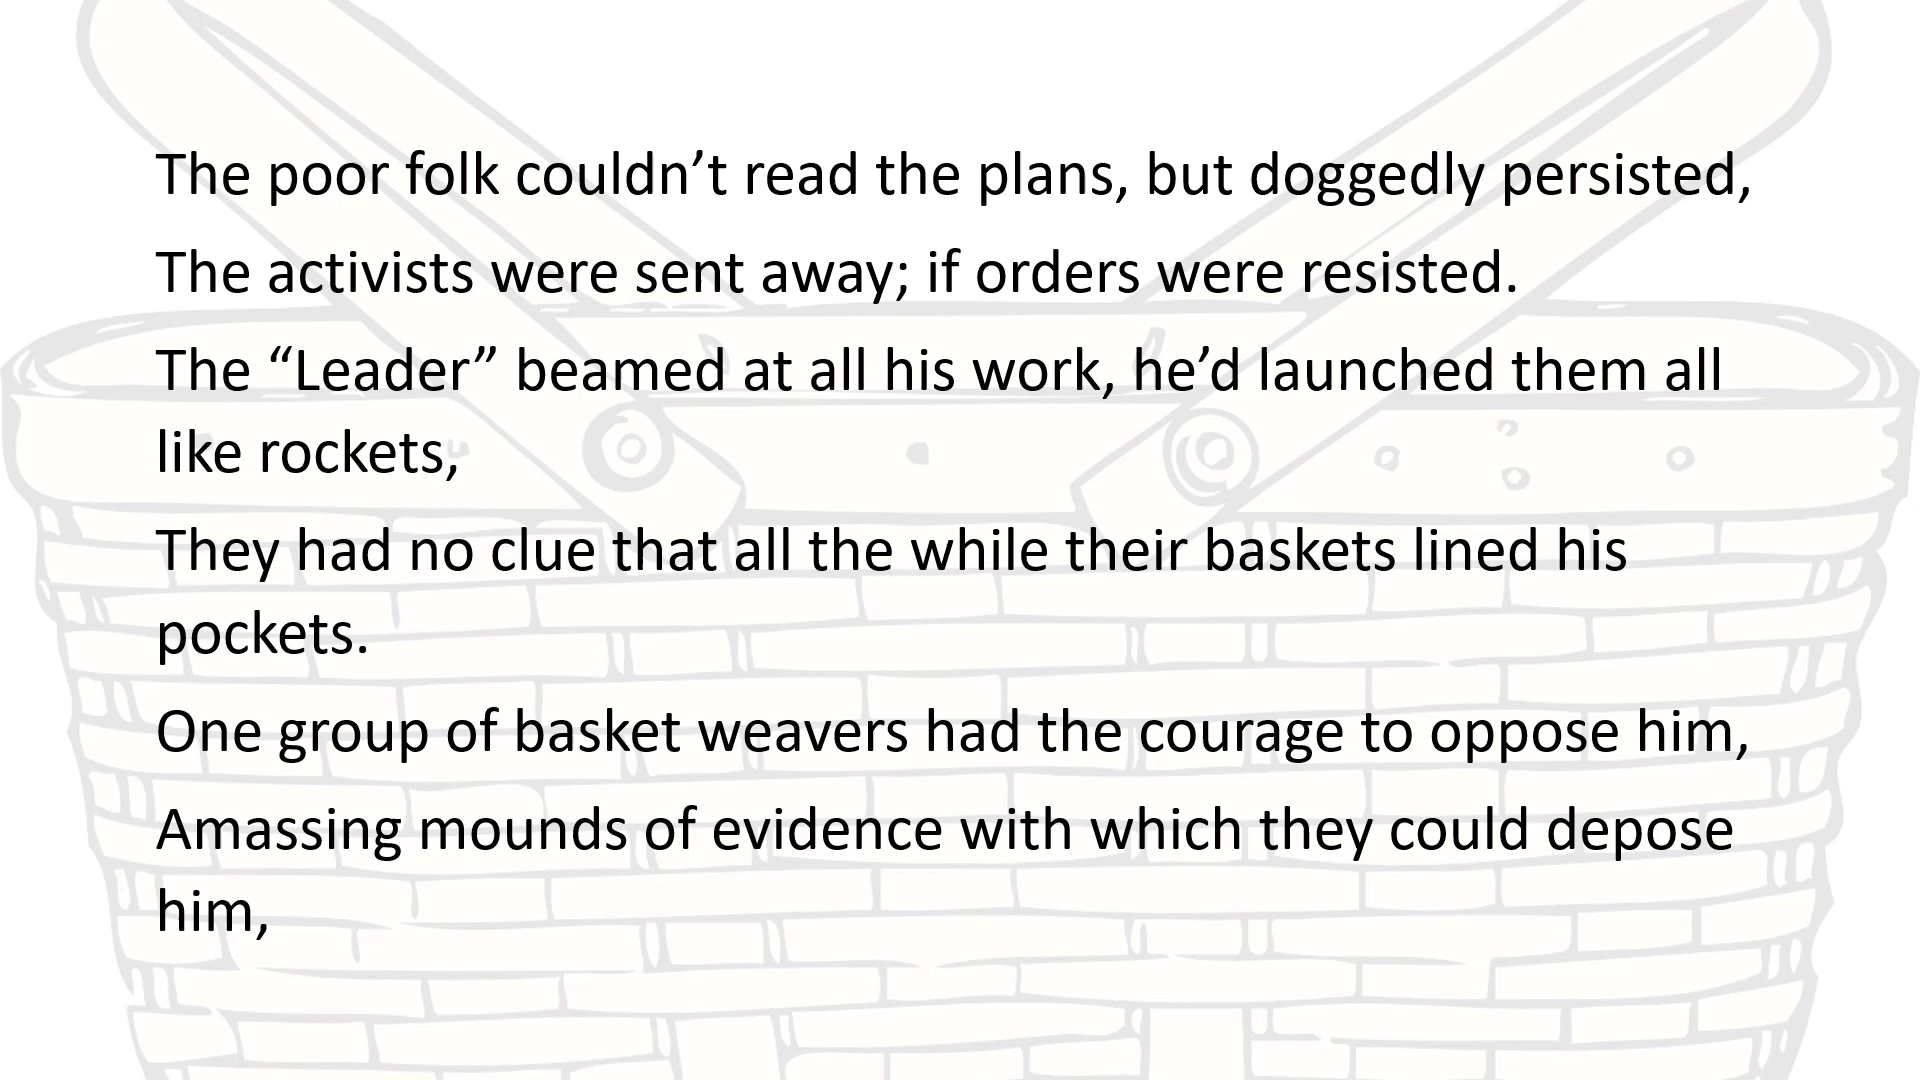 The poor folk couldn’t read the plans, but doggedly persisted,
The activists were sent away; if orders were resisted.
The “Leader” beamed at all his work, he’d launched them all
like rockets,
They had no clue that all the while their baskets lined his
pockets.
One group of basket weavers had the courage to oppose him,
Amassing mounds of evidence with which they could depose
him,